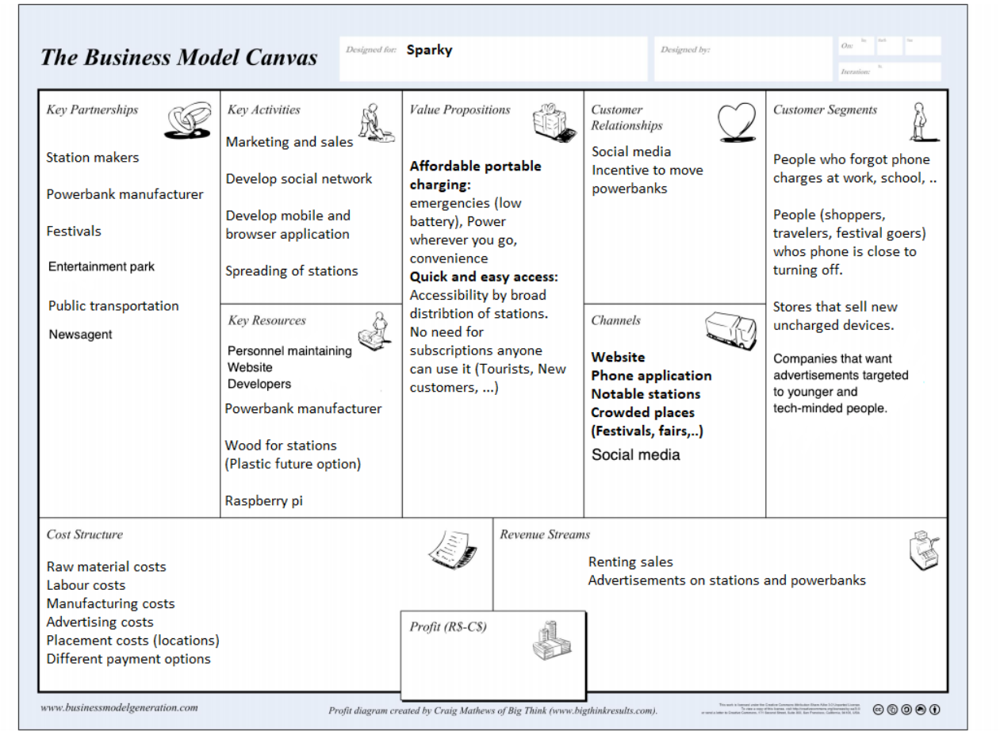 The Business Model Canvas
Designed for: Sparky
Designed by:
On:
Iteration:
Key Partnerships
Station makers
Powerbank manufacturer
Festivals
Entertainment park
Public transportation
Newsagent
Key Activities
Marketing and sales
Develop social network
Develop mobile and
browser application
Spreading of stations
Key Resources
Personnel maintaining
Website
Developers
Powerbank manufacturer
Wood for stations
(Plastic future option)
Raspberry pi
Value Propositions
Affordable portable
charging:
emergencies (low
battery), Power
wherever you go,
convenience
Quick and easy access:
Accessibility by broad
distribtion of stations.
No need for
subscriptions anyone
can use it (Tourists, New
customers, ...)
Customer
Relationships
Social media
Incentive to move
powerbanks
Channels
Website
Phone application
Notable stations
Crowded places
(Festivals, fairs,..)
Social media
Customer Segments
People who forgot phone
charges at work, school, ..
People (shoppers,
travelers, festival goers)
whos phone is close to
turning off.
Stores that sell new
uncharged devices.
Companies that want
advertisements targeted
to younger and
tech-minded people.
Cost Structure
Raw material costs
Labour costs
Manufacturing costs
Advertising costs
Placement costs (locations)
Different payment options
Revenue Streams
Renting sales
Advertisements on stations and powerbanks
Profit (R$-C$)
www.businessmodelgeneration.com
Profit diagram created by Craig Mathews of Big Think (www.bigthinkresults.com).